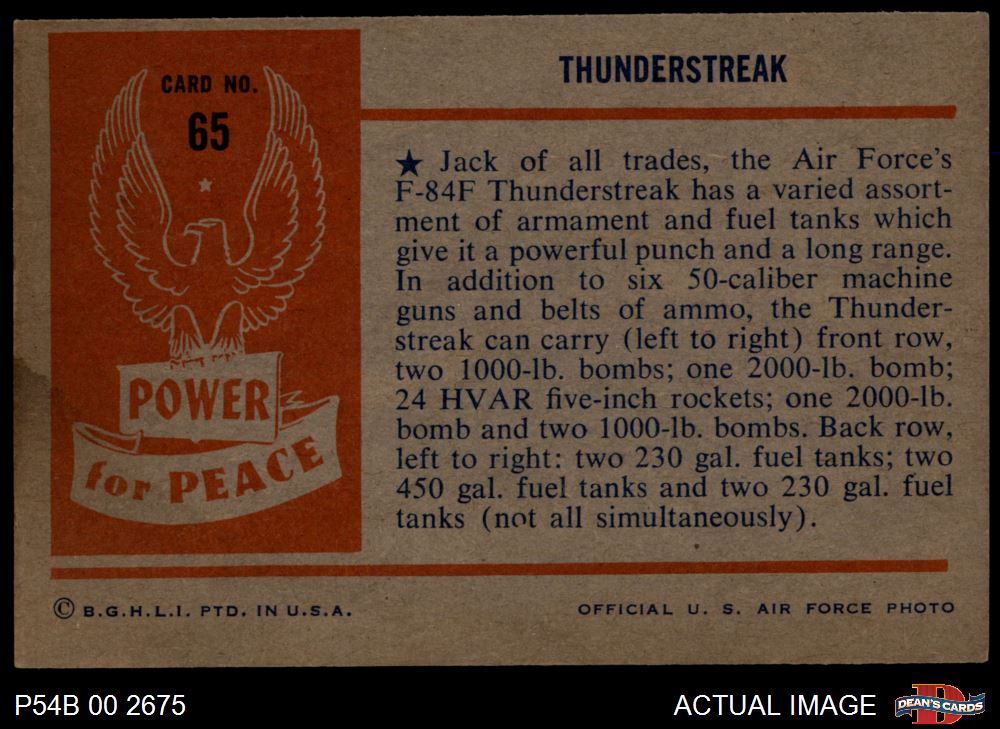 CARD NO.
65
POWER
for PEACE
THUNDERSTREAK
★ Jack of all trades, the Air Force's
F-84F Thunderstreak has a varied assort-
ment of armament and fuel tanks which
give it a powerful punch and a long range.
In addition to six 50-caliber machine
guns and belts of ammo, the Thunder-
streak can carry (left to right) front row,
two 1000-lb. bombs; one 2000-lb. bomb;
24 HVAR five-inch rockets; one 2000-lb.
bomb and two 1000-lb. bombs. Back row,
left to right: two 230 gal. fuel tanks; two
450 gal. fuel tanks and two 230 gal. fuel
tanks (not all simultaneously).
© B.G.H.L.I. PTD. IN U.S.A.
OFFICIAL U. S. AIR FORCE PHOTO
P54B 00 2675
ACTUAL IMAGE
D
DEAN'S CARDS